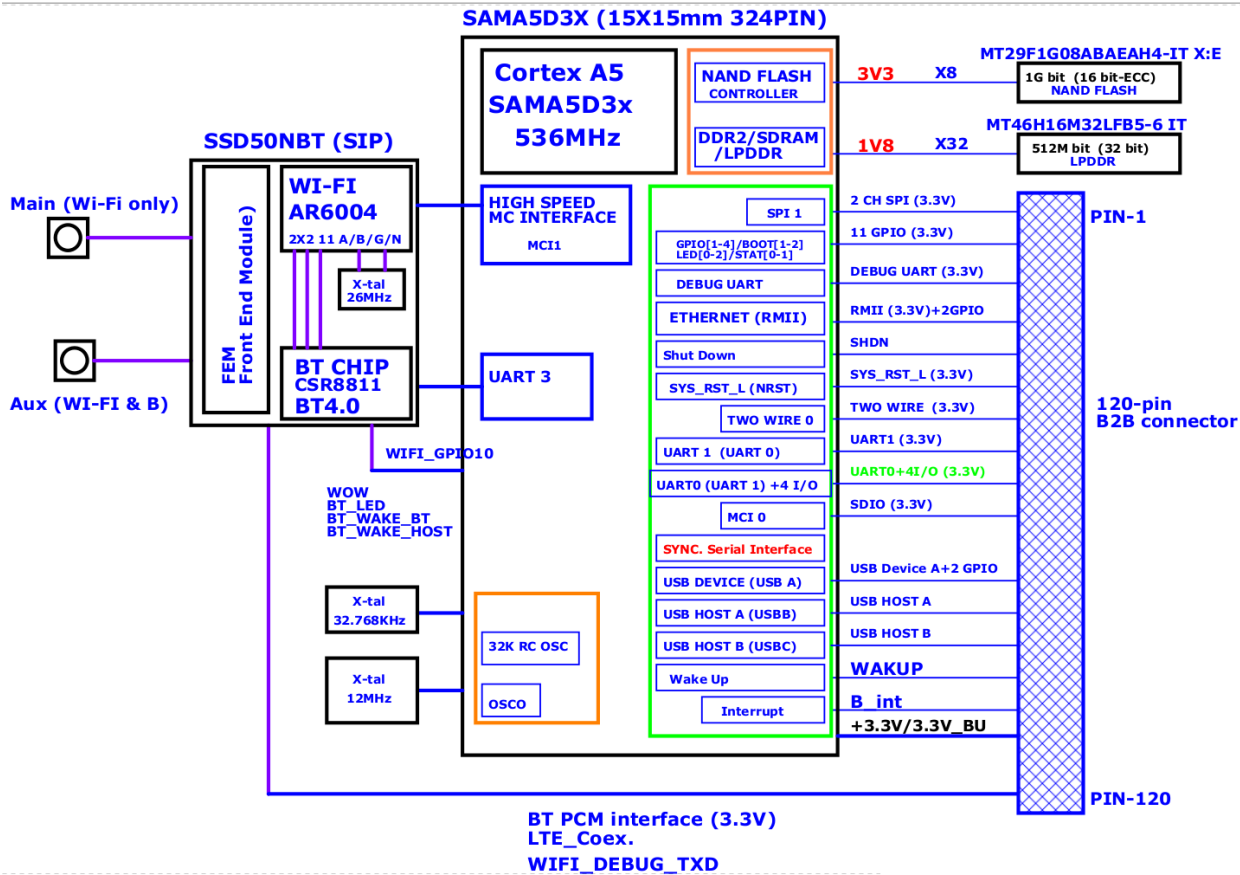 SAMA5D3X (15X15mm 324PIN)
Cortex A5
SAMA5D3x
536MHz
NAND FLASH
CONTROLLER
DDR2/SDRAM
/LPDDR
3V3
X8
MT29F1G08ABAEAH4-IT X:E
1G bit (16 bit-ECC)
NAND FLASH
1V8
X32
MT46H16M32LFB5-6 IT
512M bit (32 bit)
LPDDR
SSD50NBT (SIP)
Main (Wi-Fi only)
Aux (WI-FI & B)
FEM
Front End Module)
WI-FI
AR6004
2X2 11 A/B/G/N
X-tal
26MHz
BT CHIP
CSR8811
BT4.0
HIGH SPEED
MC INTERFACE
MCI1
UART 3
WIFI_GPIO10
WOW
BT_LED
BT_WAKE_BT
BT_WAKE_HOST
X-tal
32.768KHz
X-tal
12MHz
32K RC OSC
OSCO
SPI 1
GPIO[1-4]/BOOT[1-2]
LED[0-2]/STAT[0-1]
DEBUG UART
ETHERNET (RMII)
Shut Down
SYS_RST_L (NRST)
TWO WIRE 0
UART 1 (UART 0)
UART0 (UART 1) +4 I/O
MCI 0
SYNC. Serial Interface
USB DEVICE (USB A)
USB HOST A (USBB)
USB HOST B (USBC)
Wake Up
Interrupt
2 CH SPI (3.3V)
11 GPIO (3.3V)
DEBUG UART (3.3V)
RMII (3.3V)+2GPIO
SHDN
SYS_RST_L (3.3V)
TWO WIRE (3.3V)
UART1 (3.3V)
UART0+4I/O (3.3V)
SDIO (3.3V)
USB Device A+2 GPIO
USB HOST A
USB HOST B
WAKUP
B_int
+3.3V/3.3V_BU
PIN-1
120-pin
B2B connector
PIN-120
BT PCM interface (3.3V)
LTE_Coex.
WIFI_DEBUG_TXD